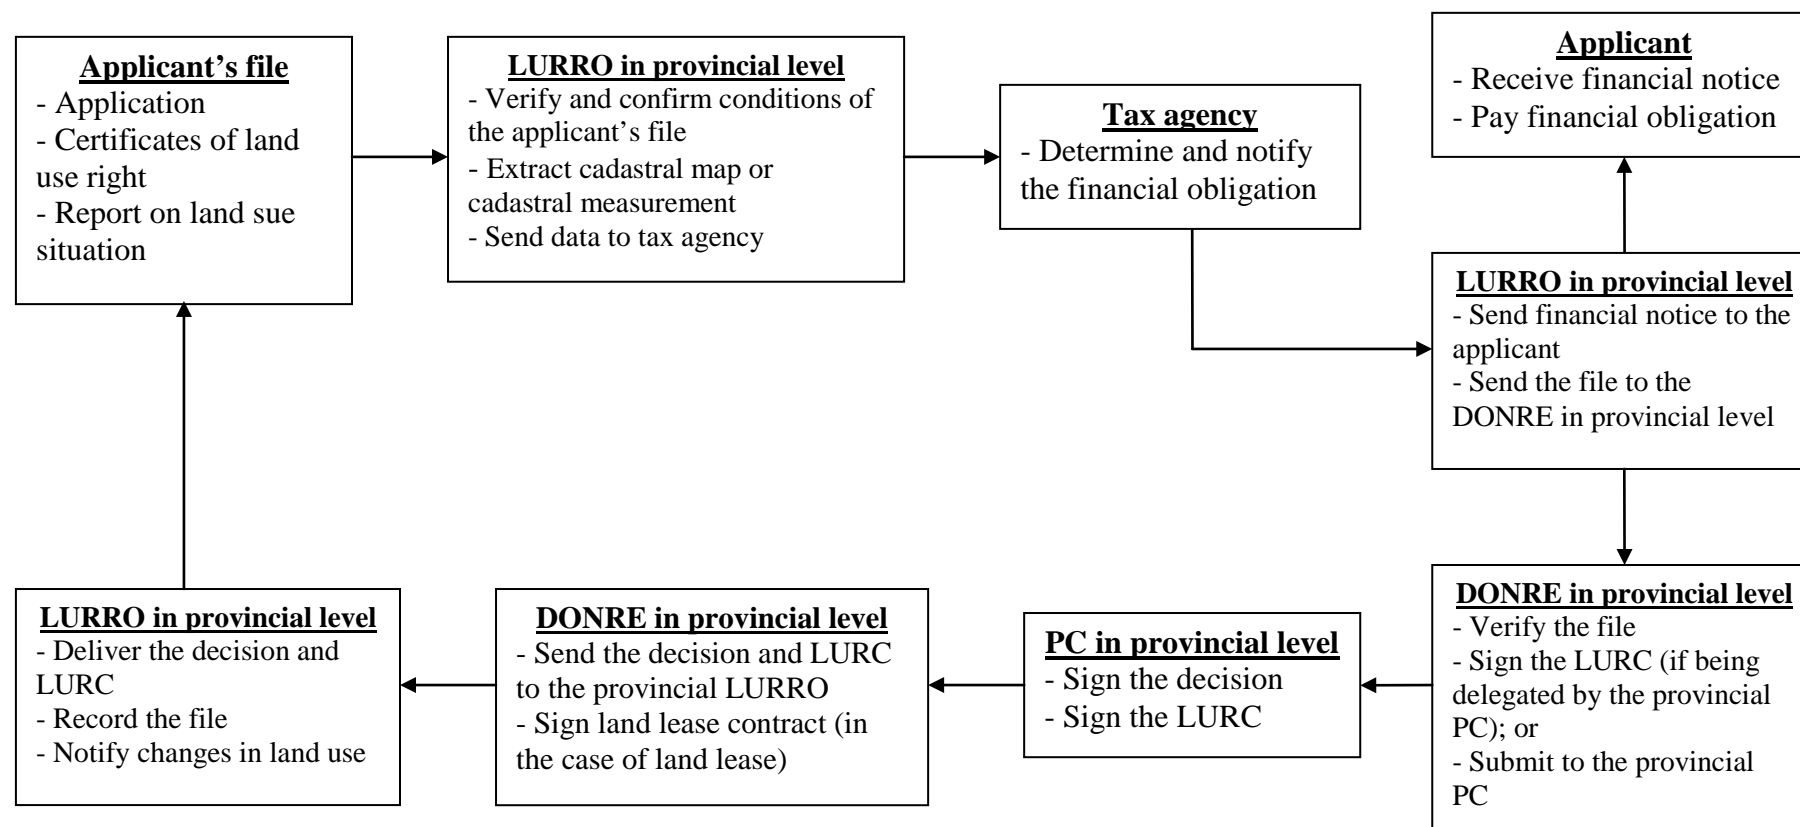 Applicant’s file
- Application
- Certificates of land
use right
- Report on land sue
situation
LURRO in provincial level
- Verify and confirm conditions of
the applicant’s file
- Extract cadastral map or
cadastral measurement
- Send data to tax agency
Tax agency
- Determine and notify
the financial obligation
Applicant
- Receive financial notice
- Pay financial obligation
LURRO in provincial level
- Send financial notice to the
applicant
- Send the file to the
DONRE in provincial level
DONRE in provincial level
- Verify the file
- Sign the LURC (if being
delegated by the provincial
PC); or
- Submit to the provincial
PC
PC in provincial level
- Sign the decision
- Sign the LURC
DONRE in provincial level
- Send the decision and LURC
to the provincial LURRO
- Sign land lease contract (in
the case of land lease)
LURRO in provincial level
- Deliver the decision and
LURC
- Record the file
- Notify changes in land use